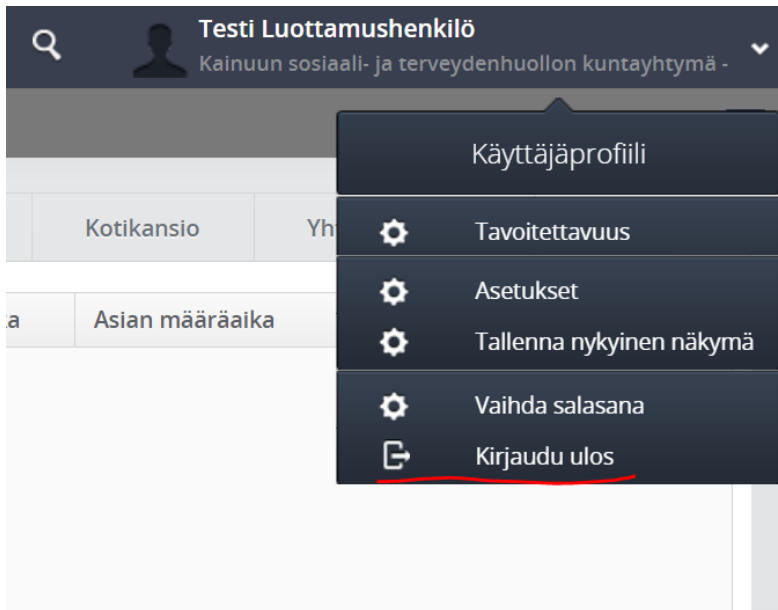 Testi Luottamushenkilö
Kainuun sosiaali- ja terveydenhuollon kuntayhtymä -
Käyttäjäprofiili
Kotikansio
Tavoitettavuus
Asetukset
Asian määräaika
Tallenna nykyinen näkymä
Vaihda salasana
Kirjaudu ulos